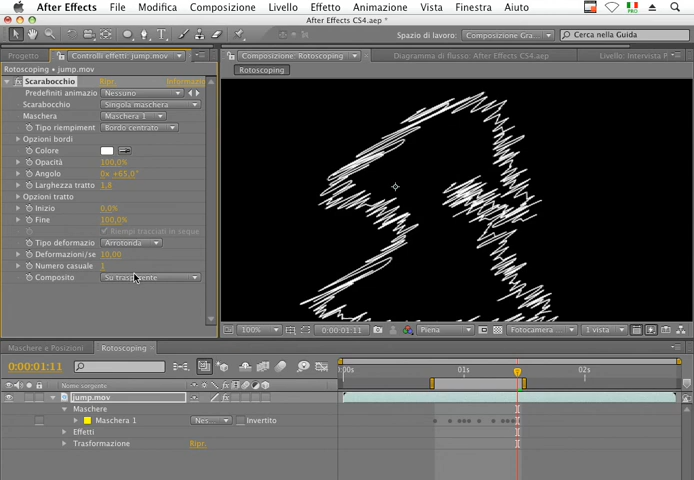 After Effects File Modifica Composizione Livello Effetti Animazione Vista Finestra Aiuto
After Effects CS4.aep *
Spazio di lavoro: Composizione Gra... Cerca nella Guida
Progetto Controlli effetti: jump.mov Composizione: Rotoscoping Diagramma di flusso: After Effects CS4.aep Livello: Intervista P
Rotoscoping • jump.mov
Rotoscoping
Scarabocchio Ripr. Informazio
Predefiniti animazio Nessuno
Scarabocchio Singola maschera
Maschera Maschera 1
Tipo riempiment Bordo centrato
Opzioni bordi
Colore
Opacità 100,0%
Angolo 0x +65,0°
Larghezza tratto 1,8
Opzioni tratto
Inizio 0,0%
Fine 100,0%
Riempi tracciati in seque
Tipo deformazio Arrotonda
Deformazioni/se 10,00
Numero casuale 1
Composito Su trasparente
100% 0:00:01:11 Piena Fotocamera ... 1 vista
Maschere e Posizioni Rotoscoping
0:00:01:11
:00s 01s 02s
Nome sorgente
jump.mov
Maschere
Maschera 1 Nes Invertito
Effetti
Trasformazione Ripr.